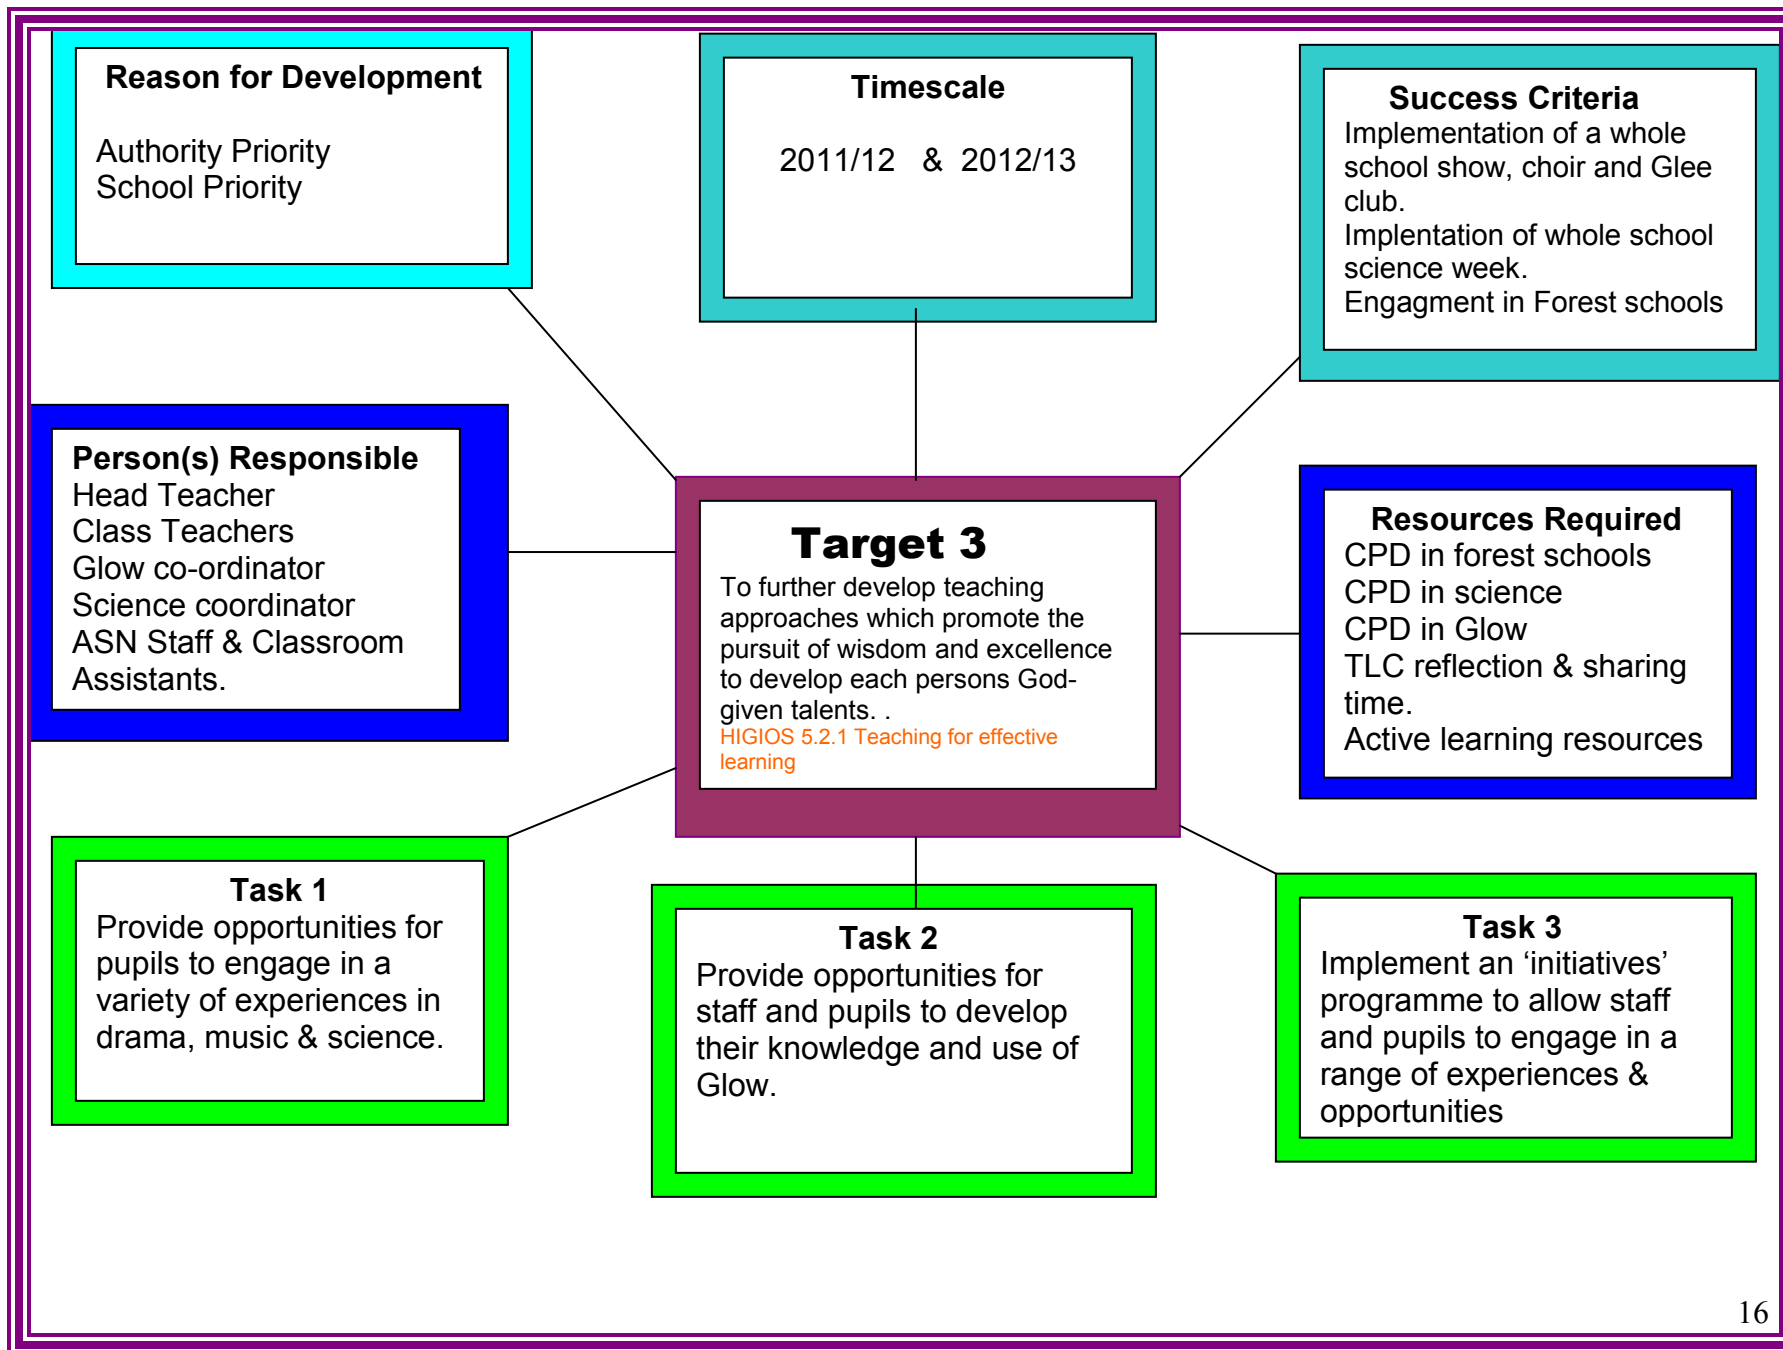 Reason for Development
Authority Priority
School Priority
Timescale
2011/12 & 2012/13
Success Criteria
Implementation of a whole
school show, choir and Glee
club.
Implentation of whole school
science week.
Engagment in Forest schools
Person(s) Responsible
Head Teacher
Class Teachers
Glow co-ordinator
Science coordinator
ASN Staff & Classroom
Assistants.
Target 3
To further develop teaching
approaches which promote the
pursuit of wisdom and excellence
to develop each persons God-
given talents. .
HIGIOS 5.2.1 Teaching for effective
learning
Resources Required
CPD in forest schools
CPD in science
CPD in Glow
TLC reflection & sharing
time.
Active learning resources
Task 1
Provide opportunities for
pupils to engage in a
variety of experiences in
drama, music & science.
Task 2
Provide opportunities for
staff and pupils to develop
their knowledge and use of
Glow.
Task 3
Implement an ‘initiatives’
programme to allow staff
and pupils to engage in a
range of experiences &
opportunities
16